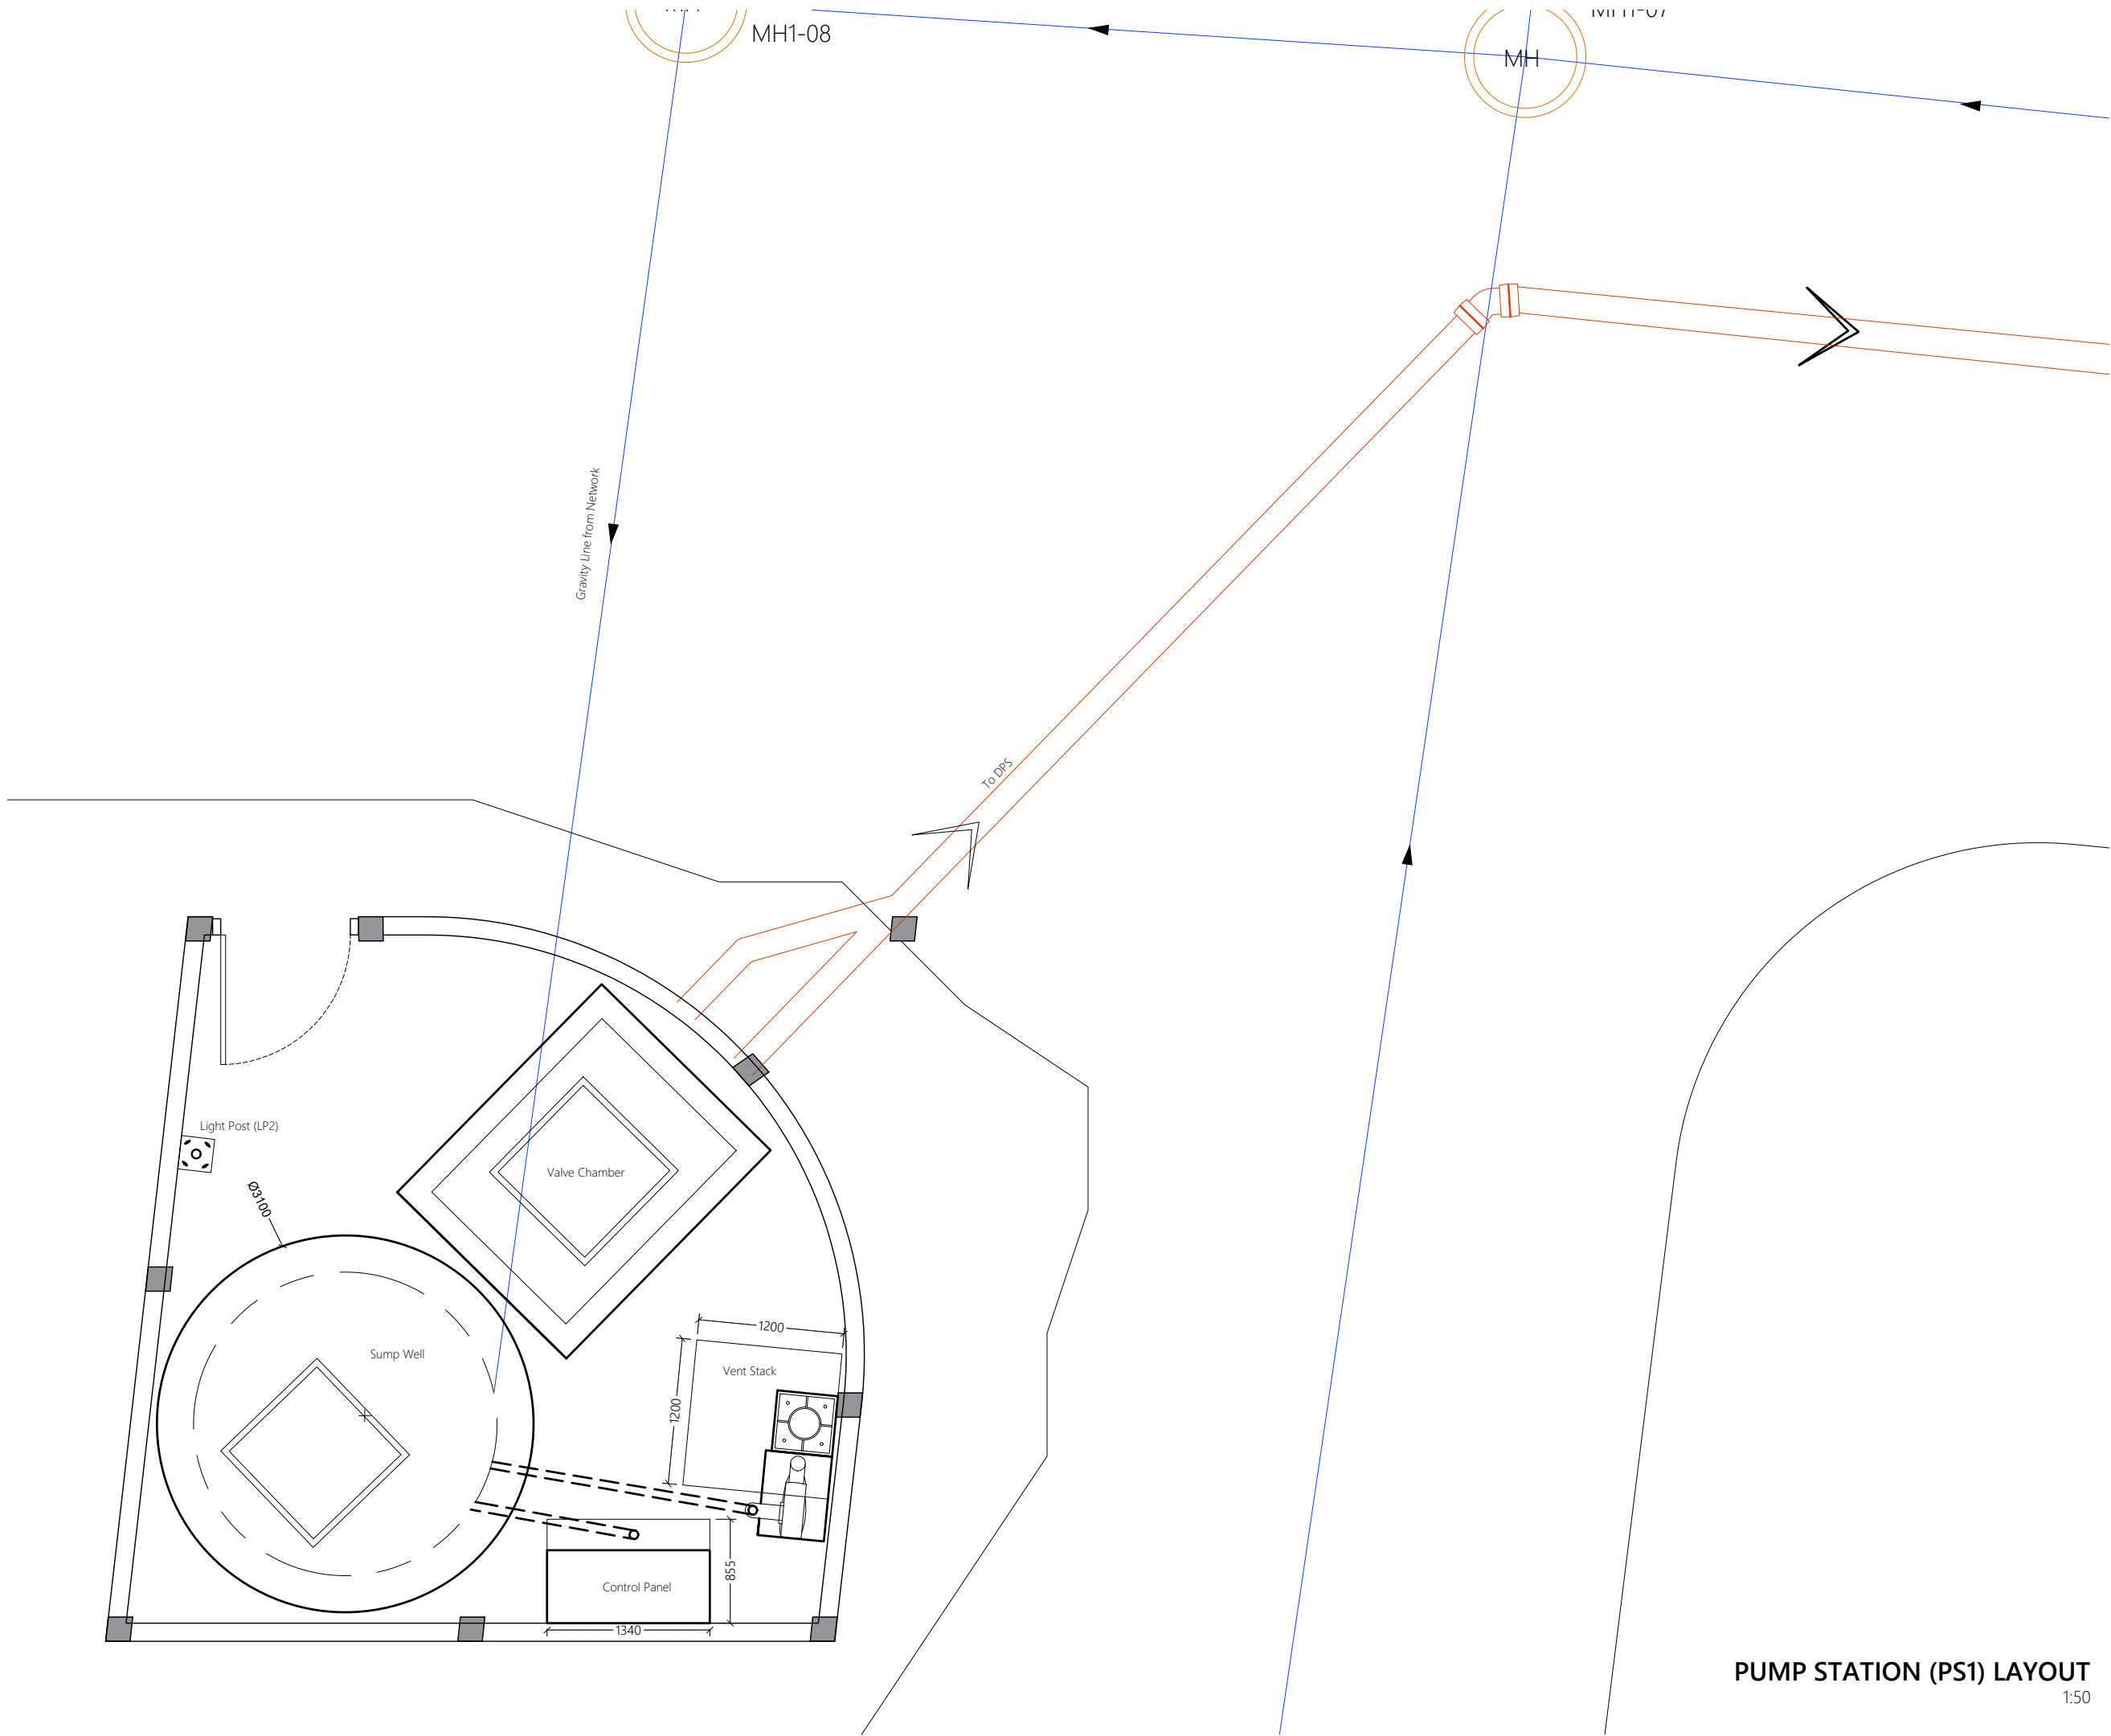 MH1-08
MH
Gravity Line from Network
To DPS
Light Post (LP2)
Valve Chamber
Ø3100
1200
Sump Well
Vent Stack
1200
855
Control Panel
1340
PUMP STATION (PS1) LAYOUT
1:50